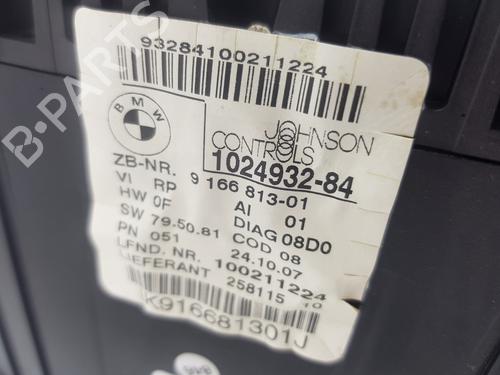 93284100211224
BMW
JOHNSON
CONTROLS
1024932-84
ZB-NR. 9 166 813-01
VI RP AI 01
HW 0F DIAG 08D0
SW 79.50.81 COD 08
PN 051 24.10.07
LFND. NR. 100211224
LIEFERANT 258115 10
K916681301J
B-PARTS